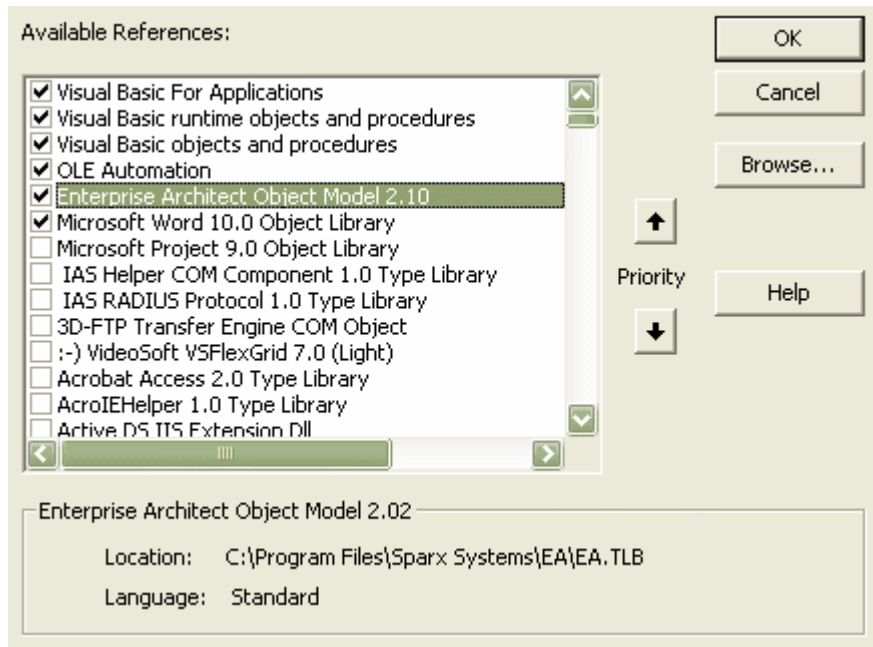 Available References:
OK
Cancel
Browse...
Help
Visual Basic For Applications
Visual Basic runtime objects and procedures
Visual Basic objects and procedures
OLE Automation
Enterprise Architect Object Model 2.10
Microsoft Word 10.0 Object Library
Microsoft Project 9.0 Object Library
IAS Helper COM Component 1.0 Type Library
IAS RADIUS Protocol 1.0 Type Library
3D-FTP Transfer Engine COM Object
:-) VideoSoft VSFlexGrid 7.0 (Light)
Acrobat Access 2.0 Type Library
AcroIEHelper 1.0 Type Library
Active DS IIS Extension Dll
Priority
Enterprise Architect Object Model 2.02
Location: C:\Program Files\Sparx Systems\EA\EA.TLB
Language: Standard